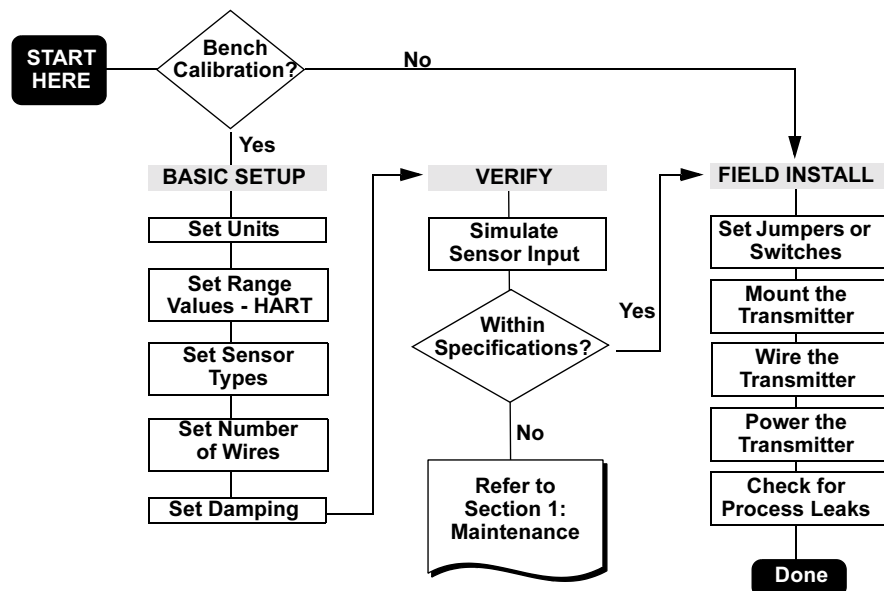 START
HERE
Bench
Calibration?
No
Yes
BASIC SETUP
Set Units
Set Range
Values - HART
Set Sensor
Types
Set Number
of Wires
Set Damping
VERIFY
Simulate
Sensor Input
Within
Specifications?
Yes
No
Refer to
Section 1:
Maintenance
FIELD INSTALL
Set Jumpers or
Switches
Mount the
Transmitter
Wire the
Transmitter
Power the
Transmitter
Check for
Process Leaks
Done